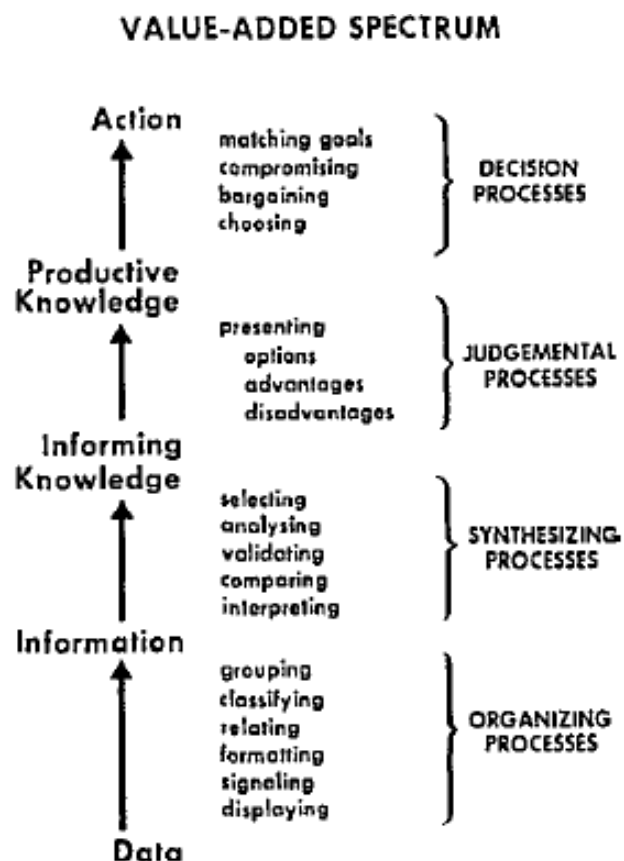 VALUE-ADDED SPECTRUM
Action
matching goals
compromising
bargaining
choosing
DECISION
PROCESSES
Productive
Knowledge
presenting
options
advantages
disadvantages
JUDGEMENTAL
PROCESSES
Informing
Knowledge
selecting
analysing
validating
comparing
interpreting
SYNTHESIZING
PROCESSES
Information
grouping
classifying
relating
formatting
signaling
displaying
ORGANIZING
PROCESSES
Data